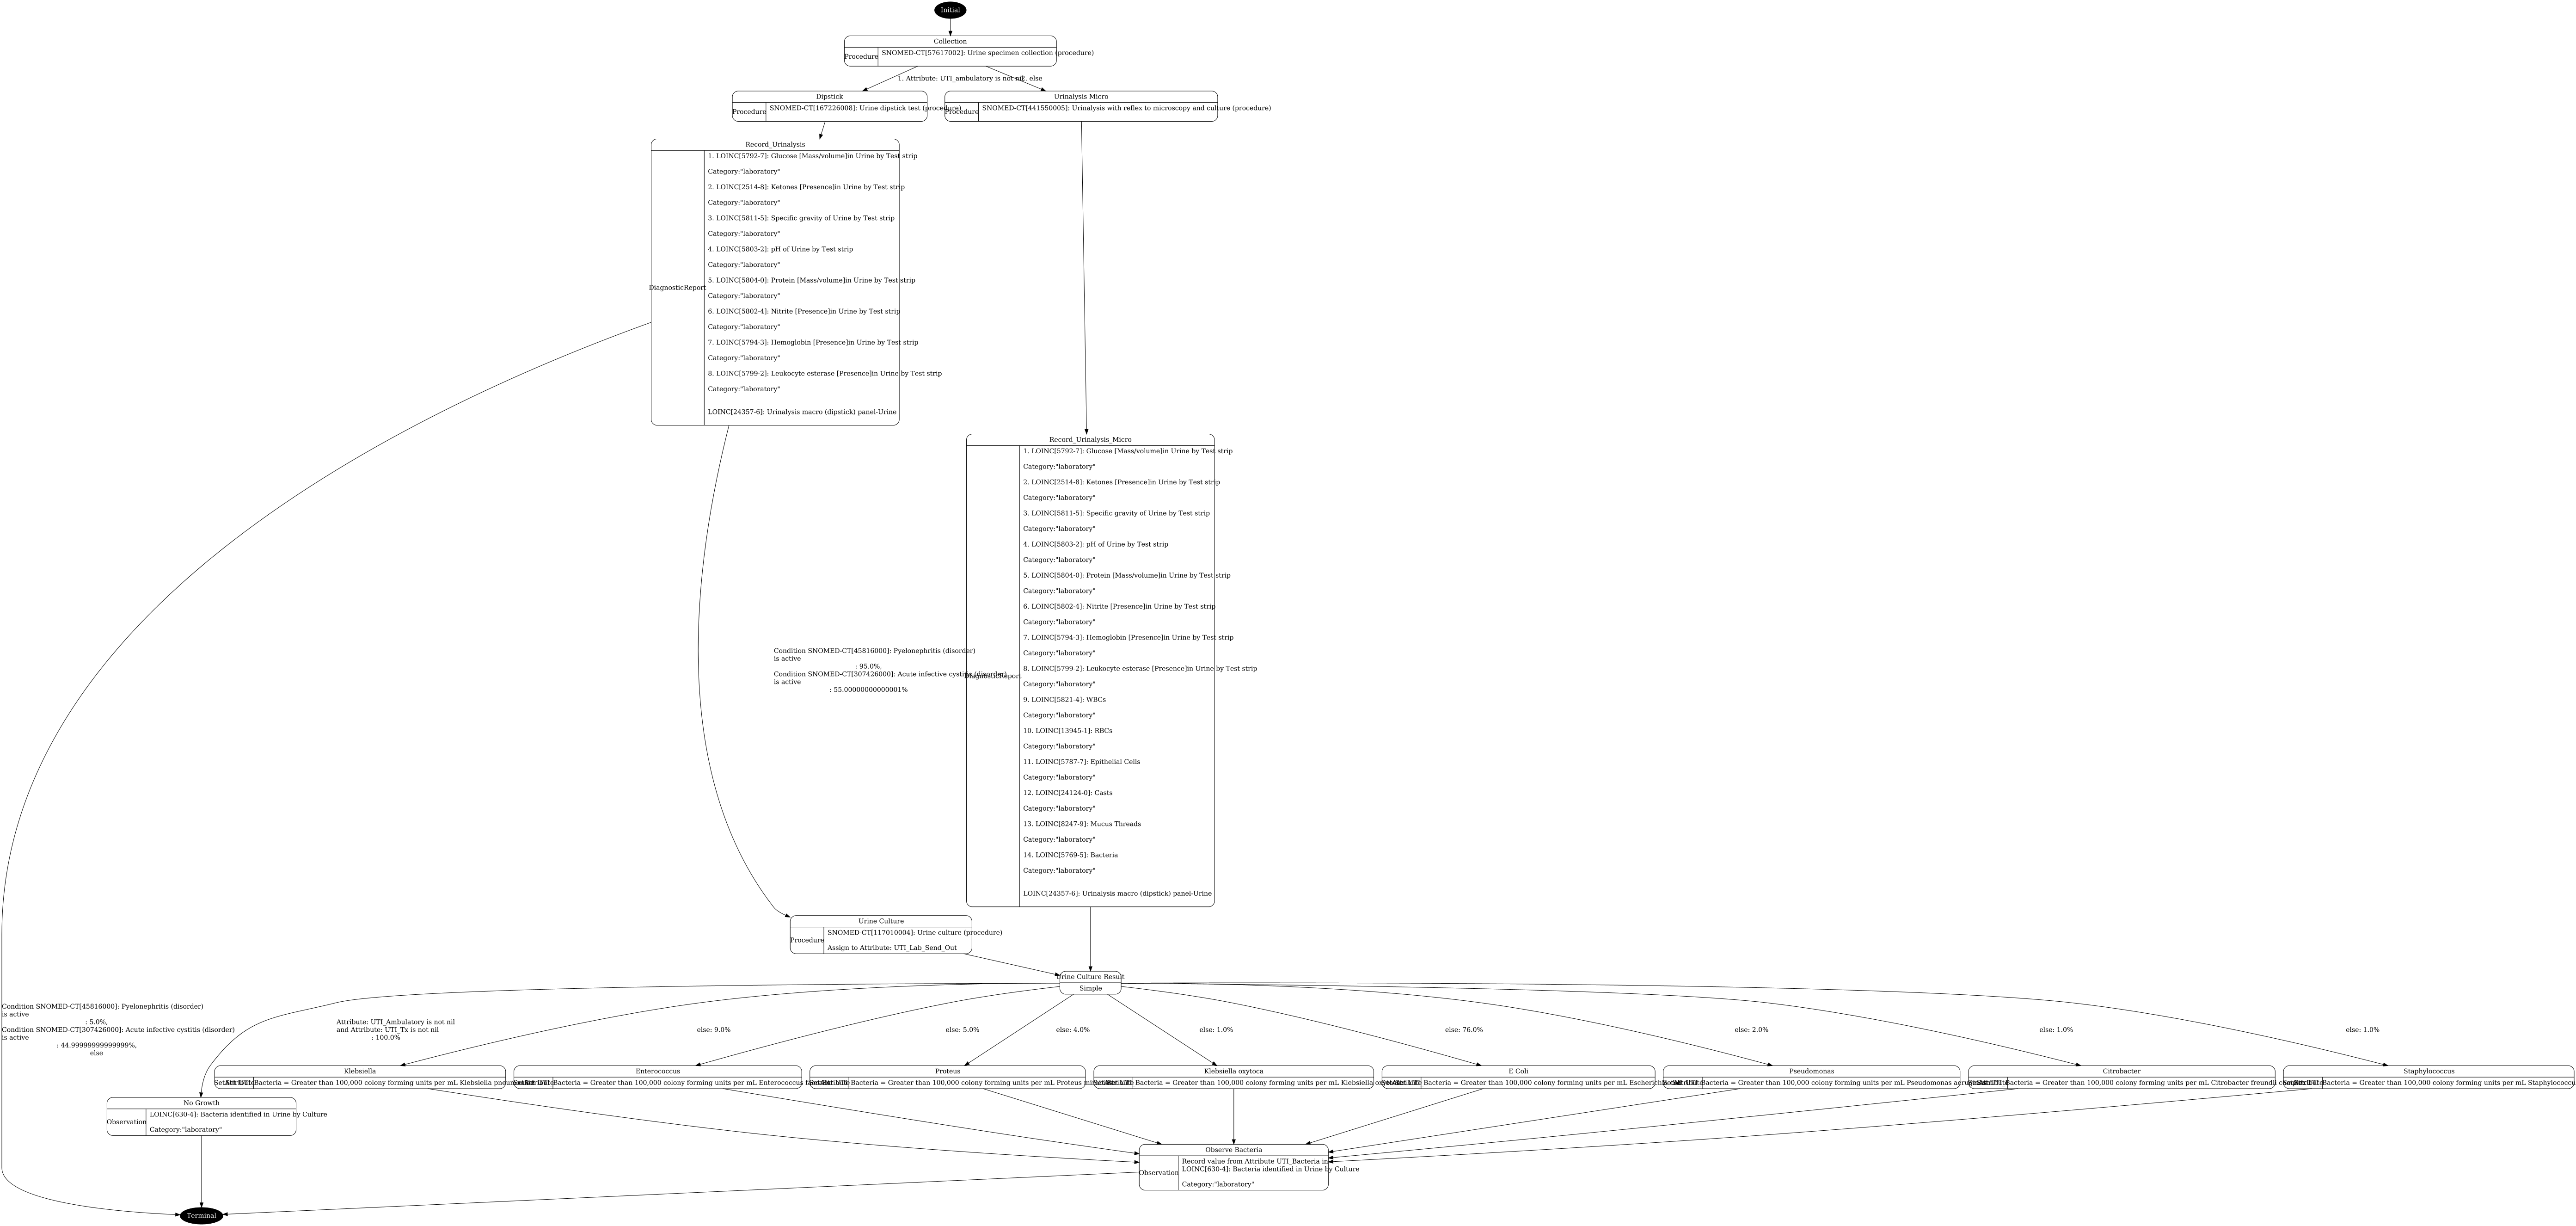 Initial
Collection
Procedure
SNOMED-CT[57617002]: Urine specimen collection (procedure)
1. Attribute: UTI_ambulatory is not nil
2. else
Dipstick
Procedure
SNOMED-CT[167226008]: Urine dipstick test (procedure)
Urinalysis Micro
Procedure
SNOMED-CT[441550005]: Urinalysis with reflex to microscopy and culture (procedure)
Record_Urinalysis
DiagnosticReport
1. LOINC[5792-7]: Glucose [Mass/volume]in Urine by Test strip
Category:"laboratory"
2. LOINC[2514-8]: Ketones [Presence]in Urine by Test strip
Category:"laboratory"
3. LOINC[5811-5]: Specific gravity of Urine by Test strip
Category:"laboratory"
4. LOINC[5803-2]: pH of Urine by Test strip
Category:"laboratory"
5. LOINC[5804-0]: Protein [Mass/volume]in Urine by Test strip
Category:"laboratory"
6. LOINC[5802-4]: Nitrite [Presence]in Urine by Test strip
Category:"laboratory"
7. LOINC[5794-3]: Hemoglobin [Presence]in Urine by Test strip
Category:"laboratory"
8. LOINC[5799-2]: Leukocyte esterase [Presence]in Urine by Test strip
Category:"laboratory"
LOINC[24357-6]: Urinalysis macro (dipstick) panel-Urine
Record_Urinalysis_Micro
DiagnosticReport
1. LOINC[5792-7]: Glucose [Mass/volume]in Urine by Test strip
Category:"laboratory"
2. LOINC[2514-8]: Ketones [Presence]in Urine by Test strip
Category:"laboratory"
3. LOINC[5811-5]: Specific gravity of Urine by Test strip
Category:"laboratory"
4. LOINC[5803-2]: pH of Urine by Test strip
Category:"laboratory"
5. LOINC[5804-0]: Protein [Mass/volume]in Urine by Test strip
Category:"laboratory"
6. LOINC[5802-4]: Nitrite [Presence]in Urine by Test strip
Category:"laboratory"
7. LOINC[5794-3]: Hemoglobin [Presence]in Urine by Test strip
Category:"laboratory"
8. LOINC[5799-2]: Leukocyte esterase [Presence]in Urine by Test strip
Category:"laboratory"
9. LOINC[5821-4]: WBCs
Category:"laboratory"
10. LOINC[13945-1]: RBCs
Category:"laboratory"
11. LOINC[5787-7]: Epithelial Cells
Category:"laboratory"
12. LOINC[24124-0]: Casts
Category:"laboratory"
13. LOINC[8247-9]: Mucus Threads
Category:"laboratory"
14. LOINC[5769-5]: Bacteria
Category:"laboratory"
LOINC[24357-6]: Urinalysis macro (dipstick) panel-Urine
Condition SNOMED-CT[45816000]: Pyelonephritis (disorder)
is active
: 95.0%,
Condition SNOMED-CT[307426000]: Acute infective cystitis (disorder)
is active
: 55.00000000000001%
Urine Culture
Procedure
SNOMED-CT[117010004]: Urine culture (procedure)
Assign to Attribute: UTI_Lab_Send_Out
Urine Culture Result
Simple
Condition SNOMED-CT[45816000]: Pyelonephritis (disorder)
is active
: 5.0%,
Condition SNOMED-CT[307426000]: Acute infective cystitis (disorder)
is active
: 44.99999999999999%,
else
Attribute: UTI_Ambulatory is not nil
and Attribute: UTI_Tx is not nil
: 100.0%
else: 9.0%
else: 5.0%
else: 4.0%
else: 1.0%
else: 76.0%
else: 2.0%
else: 1.0%
else: 1.0%
Klebsiella
Bacteria = Greater than 100,000 colony forming units per mL Klebsiella
Enterococcus
Bacteria = Greater than 100,000 colony forming units per mL Enterococcus
Proteus
Bacteria = Greater than 100,000 colony forming units per mL Proteus
Klebsiella oxytoca
Bacteria = Greater than 100,000 colony forming units per mL Klebsiella
E Coli
Bacteria = Greater than 100,000 colony forming units per mL
Pseudomonas
Bacteria = Greater than 100,000 colony forming units per mL Pseudomonas
Citrobacter
Bacteria = Greater than 100,000 colony forming units per mL Citrobacter freundii
Staphylococcus
Bacteria = Greater than 100,000 colony forming units per mL
No Growth
Observation
LOINC[630-4]: Bacteria identified in Urine by Culture
Category:"laboratory"
Observe Bacteria
Observation
Record value from Attribute UTI_Bacteria in
LOINC[630-4]: Bacteria identified in Urine by Culture
Category:"laboratory"
Terminal